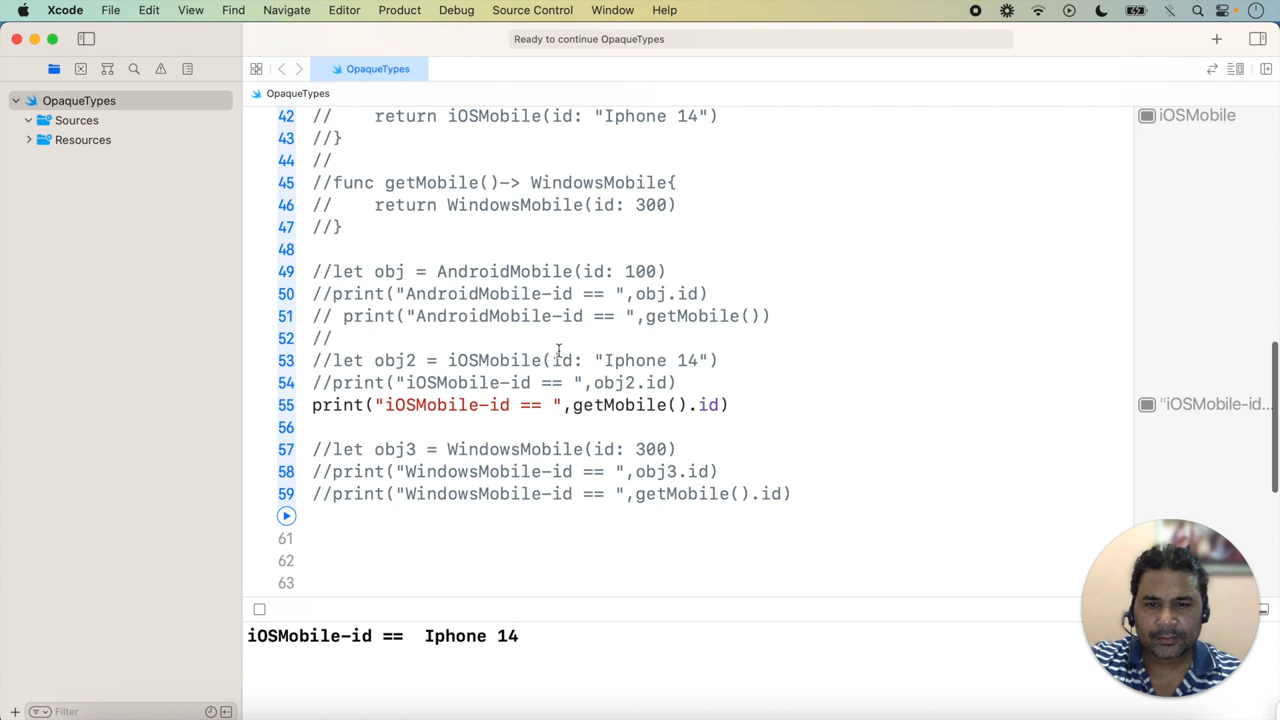 Xcode File Edit View Find Navigate Editor Product Debug Source Control Window Help
Ready to continue OpaqueTypes
OpaqueTypes
OpaqueTypes
OpaqueTypes
Sources
Resources
42 //    return iOSMobile(id: "Iphone 14")
iOSMobile
43 //}
44 //
45 //func getMobile()-> WindowsMobile{
46 //    return WindowsMobile(id: 300)
47 //}
48
49 //let obj = AndroidMobile(id: 100)
50 //print("AndroidMobile-id == ",obj.id)
51 // print("AndroidMobile-id == ",getMobile())
52 //
53 //let obj2 = iOSMobile(id: "Iphone 14")
54 //print("iOSMobile-id == ",obj2.id)
55 print("iOSMobile-id == ",getMobile().id)
"iOSMobile-id...
56
57 //let obj3 = WindowsMobile(id: 300)
58 //print("WindowsMobile-id == ",obj3.id)
59 //print("WindowsMobile-id == ",getMobile().id)
61
62
63
iOSMobile-id ==  Iphone 14
Filter